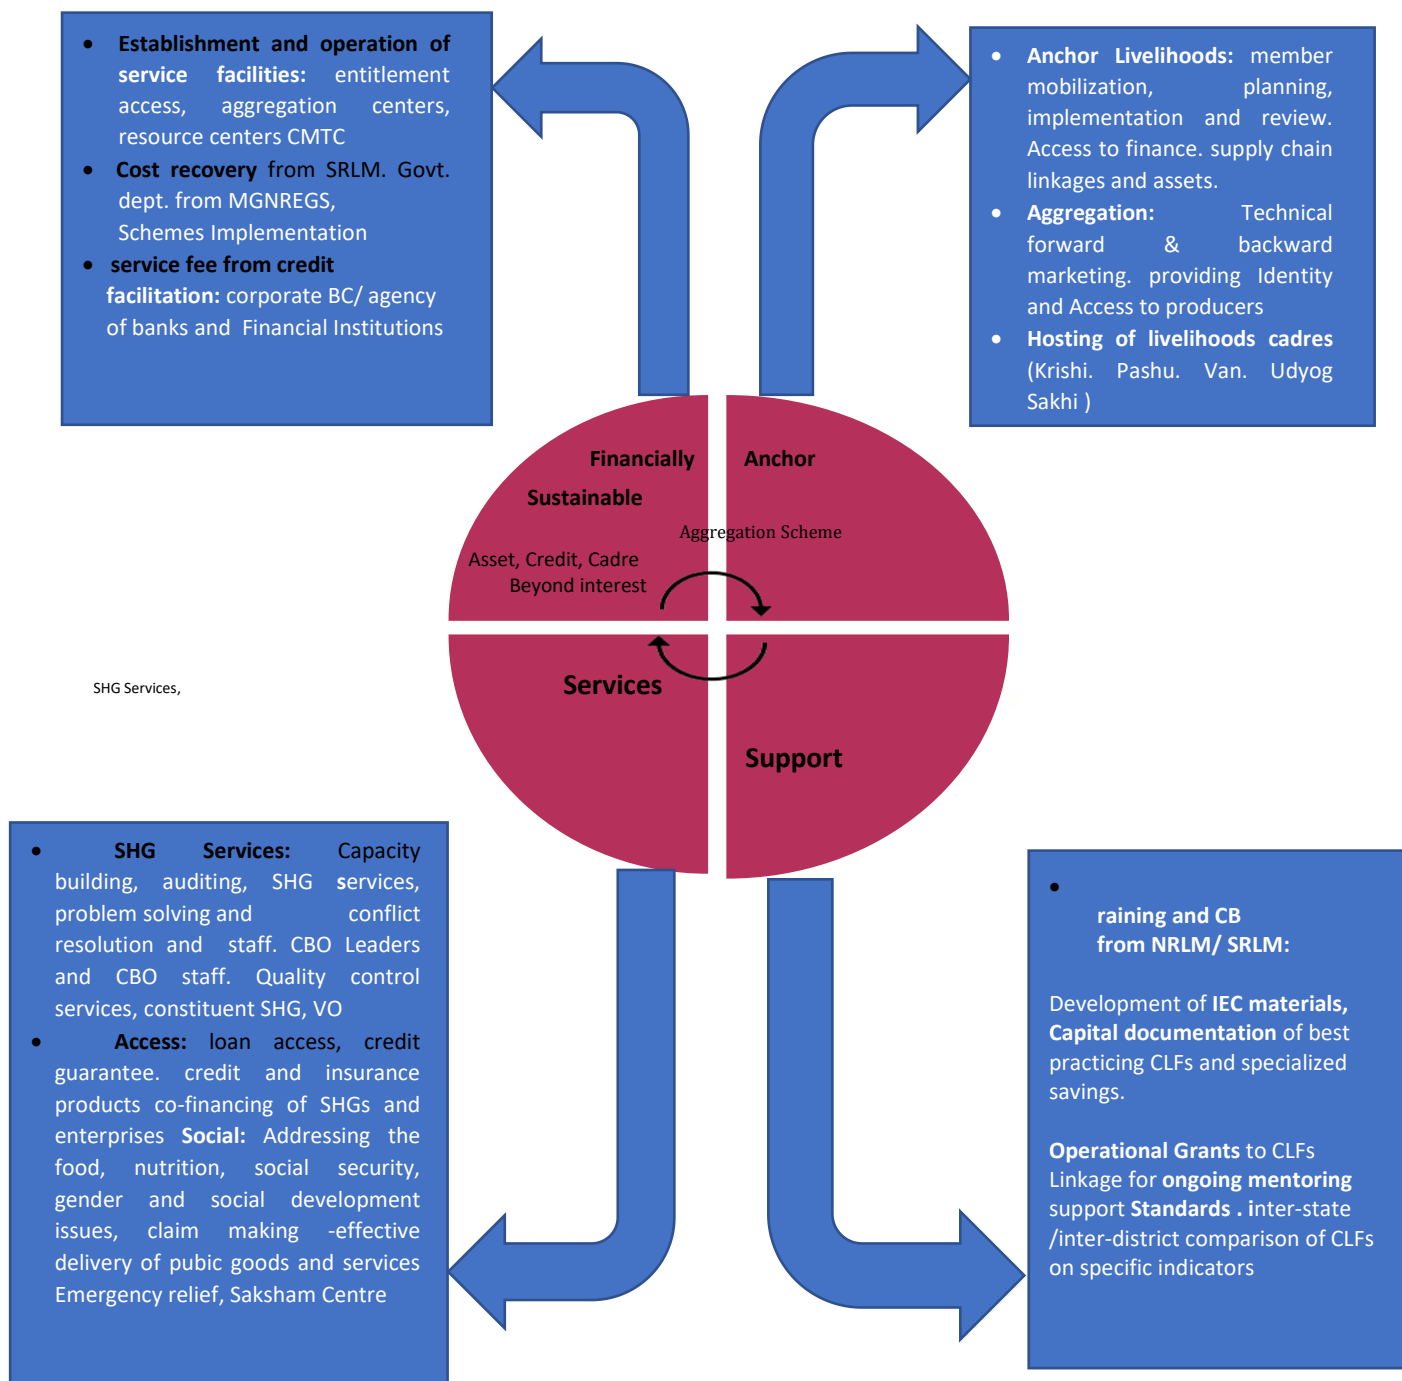 • Establishment and operation of
service facilities: entitlement
access, aggregation centers,
resource centers CMTC
• Cost recovery from SRLM. Govt.
dept. from MGNREGS,
Schemes Implementation
• service fee from credit
facilitation: corporate BC/ agency
of banks and Financial Institutions
• Anchor Livelihoods: member
mobilization, planning,
implementation and review.
Access to finance. supply chain
linkages and assets.
• Aggregation: Technical
forward & backward
marketing. providing Identity
and Access to producers
• Hosting of livelihoods cadres
(Krishi. Pashu. Van. Udyog
Sakhi )
Financially
Sustainable
Asset, Credit, Cadre
Beyond interest
Anchor
Aggregation Scheme
Services
Support
SHG Services,
• SHG Services: Capacity
building, auditing, SHG services,
problem solving and conflict
resolution and staff. CBO Leaders
and CBO staff. Quality control
services, constituent SHG, VO
• Access: loan access, credit
guarantee. credit and insurance
products co-financing of SHGs and
enterprises Social: Addressing the
food, nutrition, social security,
gender and social development
issues, claim making -effective
delivery of pubic goods and services
Emergency relief, Saksham Centre
•
raining and CB
from NRLM/ SRLM:
Development of IEC materials,
Capital documentation of best
practicing CLFs and specialized
savings.
Operational Grants to CLFs
Linkage for ongoing mentoring
support Standards . inter-state
/inter-district comparison of CLFs
on specific indicators